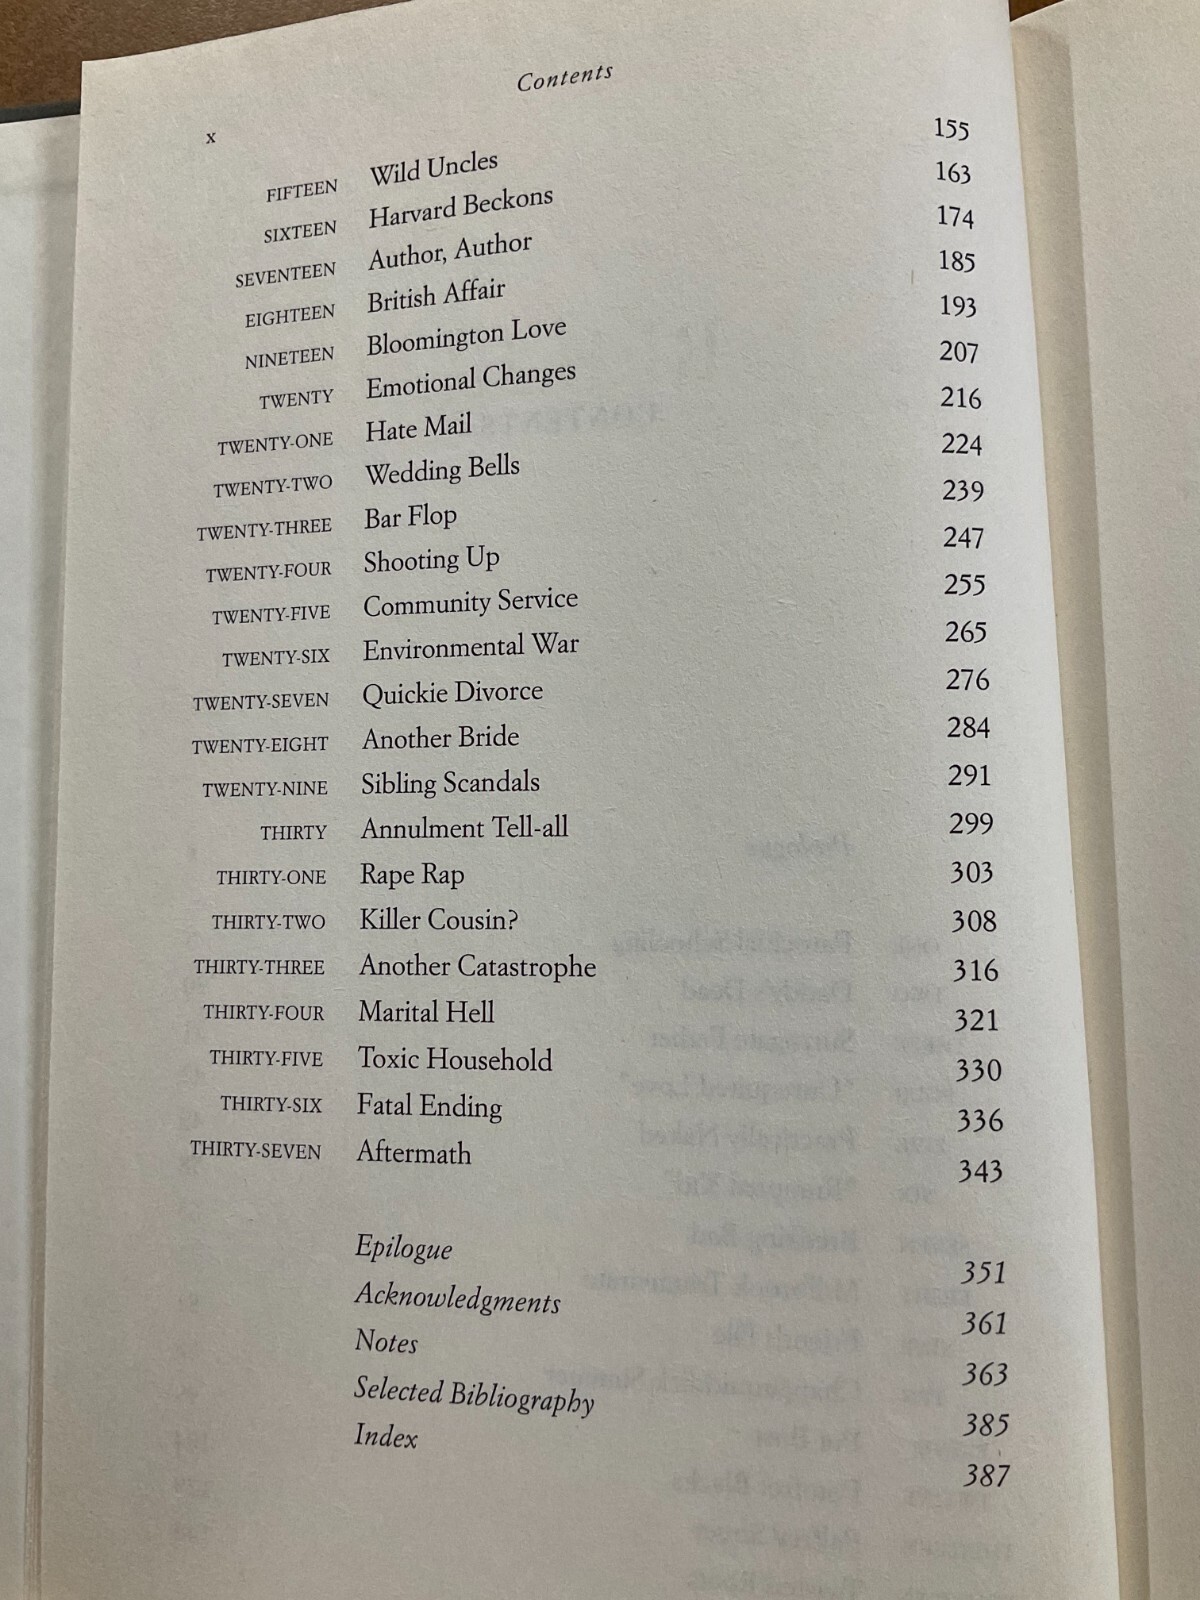 Contents
x
FIFTEEN Wild Uncles 155
SIXTEEN Harvard Beckons 163
SEVENTEEN Author, Author 174
EIGHTEEN British Affair 185
NINETEEN Bloomington Love 193
TWENTY Emotional Changes 207
TWENTY-ONE Hate Mail 216
TWENTY-TWO Wedding Bells 224
TWENTY-THREE Bar Flop 239
TWENTY-FOUR Shooting Up 247
TWENTY-FIVE Community Service 255
TWENTY-SIX Environmental War 265
TWENTY-SEVEN Quickie Divorce 276
TWENTY-EIGHT Another Bride 284
TWENTY-NINE Sibling Scandals 291
THIRTY Annulment Tell-all 299
THIRTY-ONE Rape Rap 303
THIRTY-TWO Killer Cousin? 308
THIRTY-THREE Another Catastrophe 316
THIRTY-FOUR Marital Hell 321
THIRTY-FIVE Toxic Household 330
THIRTY-SIX Fatal Ending 336
THIRTY-SEVEN Aftermath 343
Epilogue 351
Acknowledgments 361
Notes 363
Selected Bibliography 385
Index 387